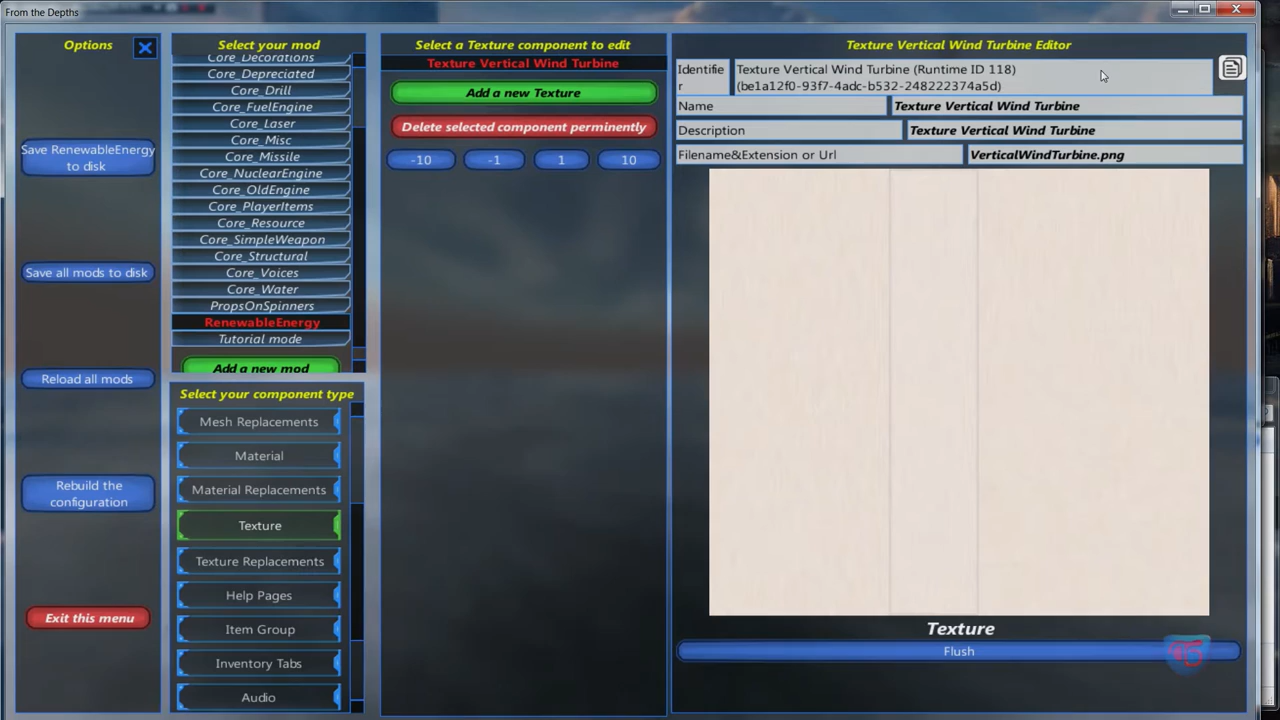 From the Depths
Options
Save RenewableEnergy
to disk
Save all mods to disk
Reload all mods
Rebuild the
configuration
Exit this menu
Select your mod
Core_Decorations
Core_Depreciated
Core_Drill
Core_FuelEngine
Core_Laser
Core_Misc
Core_Missile
Core_NuclearEngine
Core_OldEngine
Core_PlayerItems
Core_Resource
Core_SimpleWeapon
Core_Structural
Core_Voices
Core_Water
PropsOnSpinners
RenewableEnergy
Tutorial mode
Add a new mod
Select your component type
Mesh Replacements
Material
Material Replacements
Texture
Texture Replacements
Help Pages
Item Group
Inventory Tabs
Audio
Select a Texture component to edit
Texture Vertical Wind Turbine
Add a new Texture
Delete selected component perminently
-10 -1 1 10
Texture Vertical Wind Turbine Editor
Identifie
r
Texture Vertical Wind Turbine (Runtime ID 118)
(be1a12f0-93f7-4adc-b532-248222374a5d)
Name Texture Vertical Wind Turbine
Description Texture Vertical Wind Turbine
Filename&Extension or Url VerticalWindTurbine.png
Texture
Flush